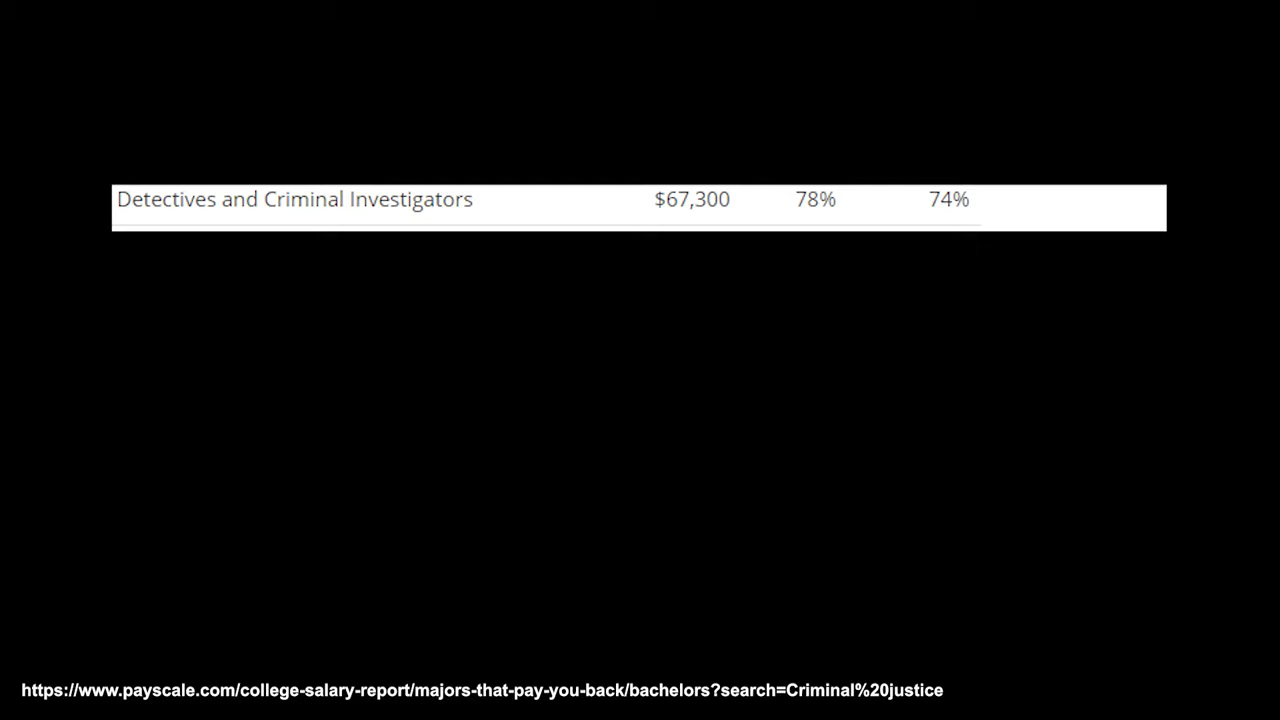 Detectives and Criminal Investigators $67,300 78% 74%
https://www.payscale.com/college-salary-report/majors-that-pay-you-back/bachelors?search=Criminal%20justice